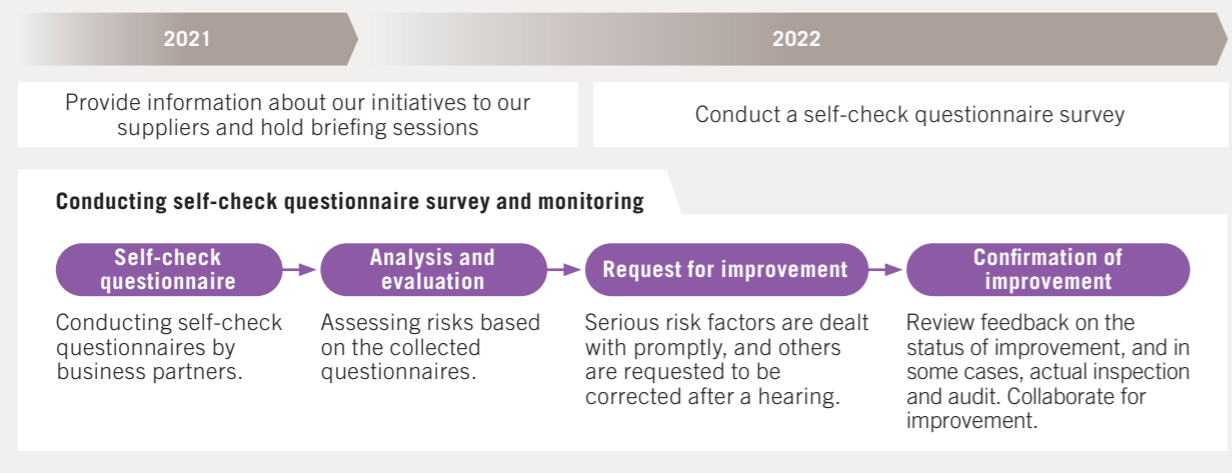 2021
2022
Provide information about our initiatives to our
suppliers and hold briefing sessions
Conduct a self-check questionnaire survey
Conducting self-check questionnaire survey and monitoring
Self-check
questionnaire
Conducting self-check
questionnaires by
business partners.
Analysis and
evaluation
Assessing risks based
on the collected
questionnaires.
Request for improvement
Serious risk factors are dealt
with promptly, and others
are requested to be
corrected after a hearing.
Confirmation of
improvement
Review feedback on the
status of improvement, and in
some cases, actual inspection
and audit. Collaborate for
improvement.